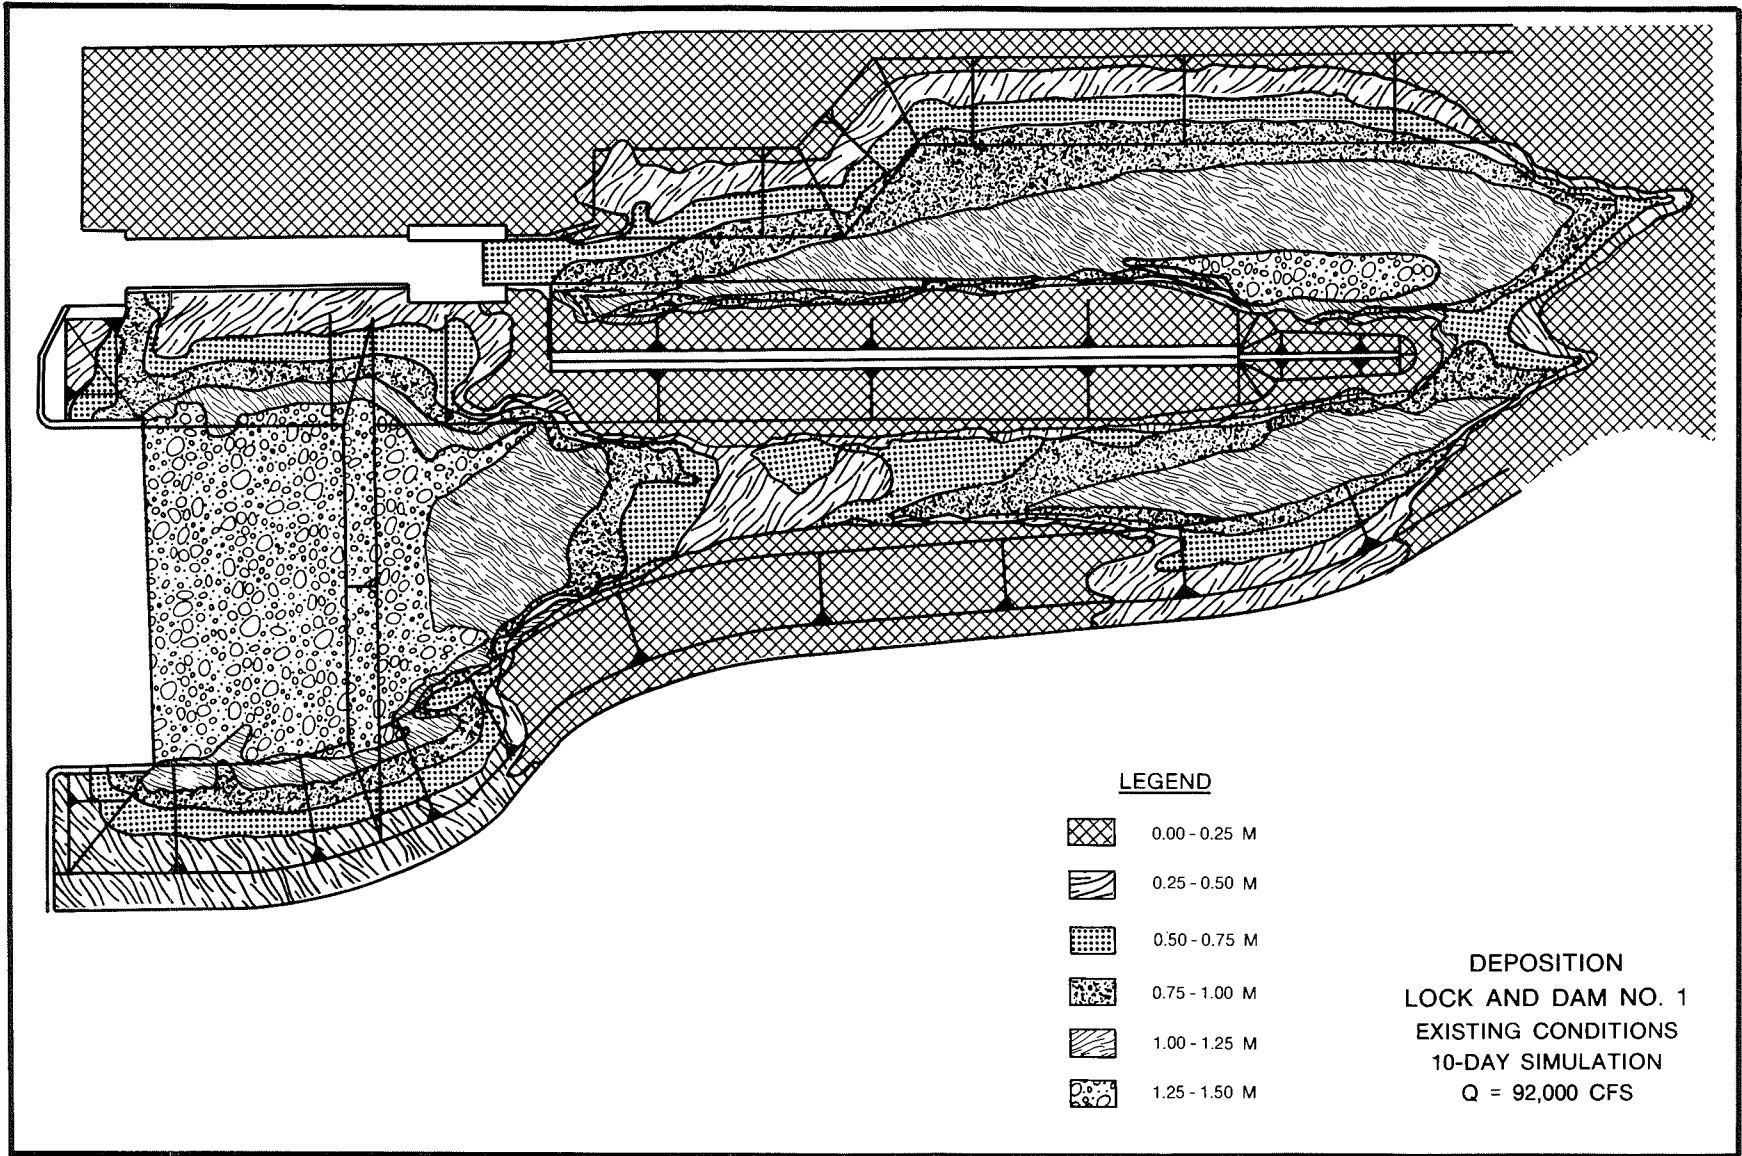 LEGEND
0.00 - 0.25 M
0.25 - 0.50 M
0.50 - 0.75 M
0.75 - 1.00 M
1.00 - 1.25 M
1.25 - 1.50 M
DEPOSITION
LOCK AND DAM NO. 1
EXISTING CONDITIONS
10-DAY SIMULATION
Q = 92,000 CFS